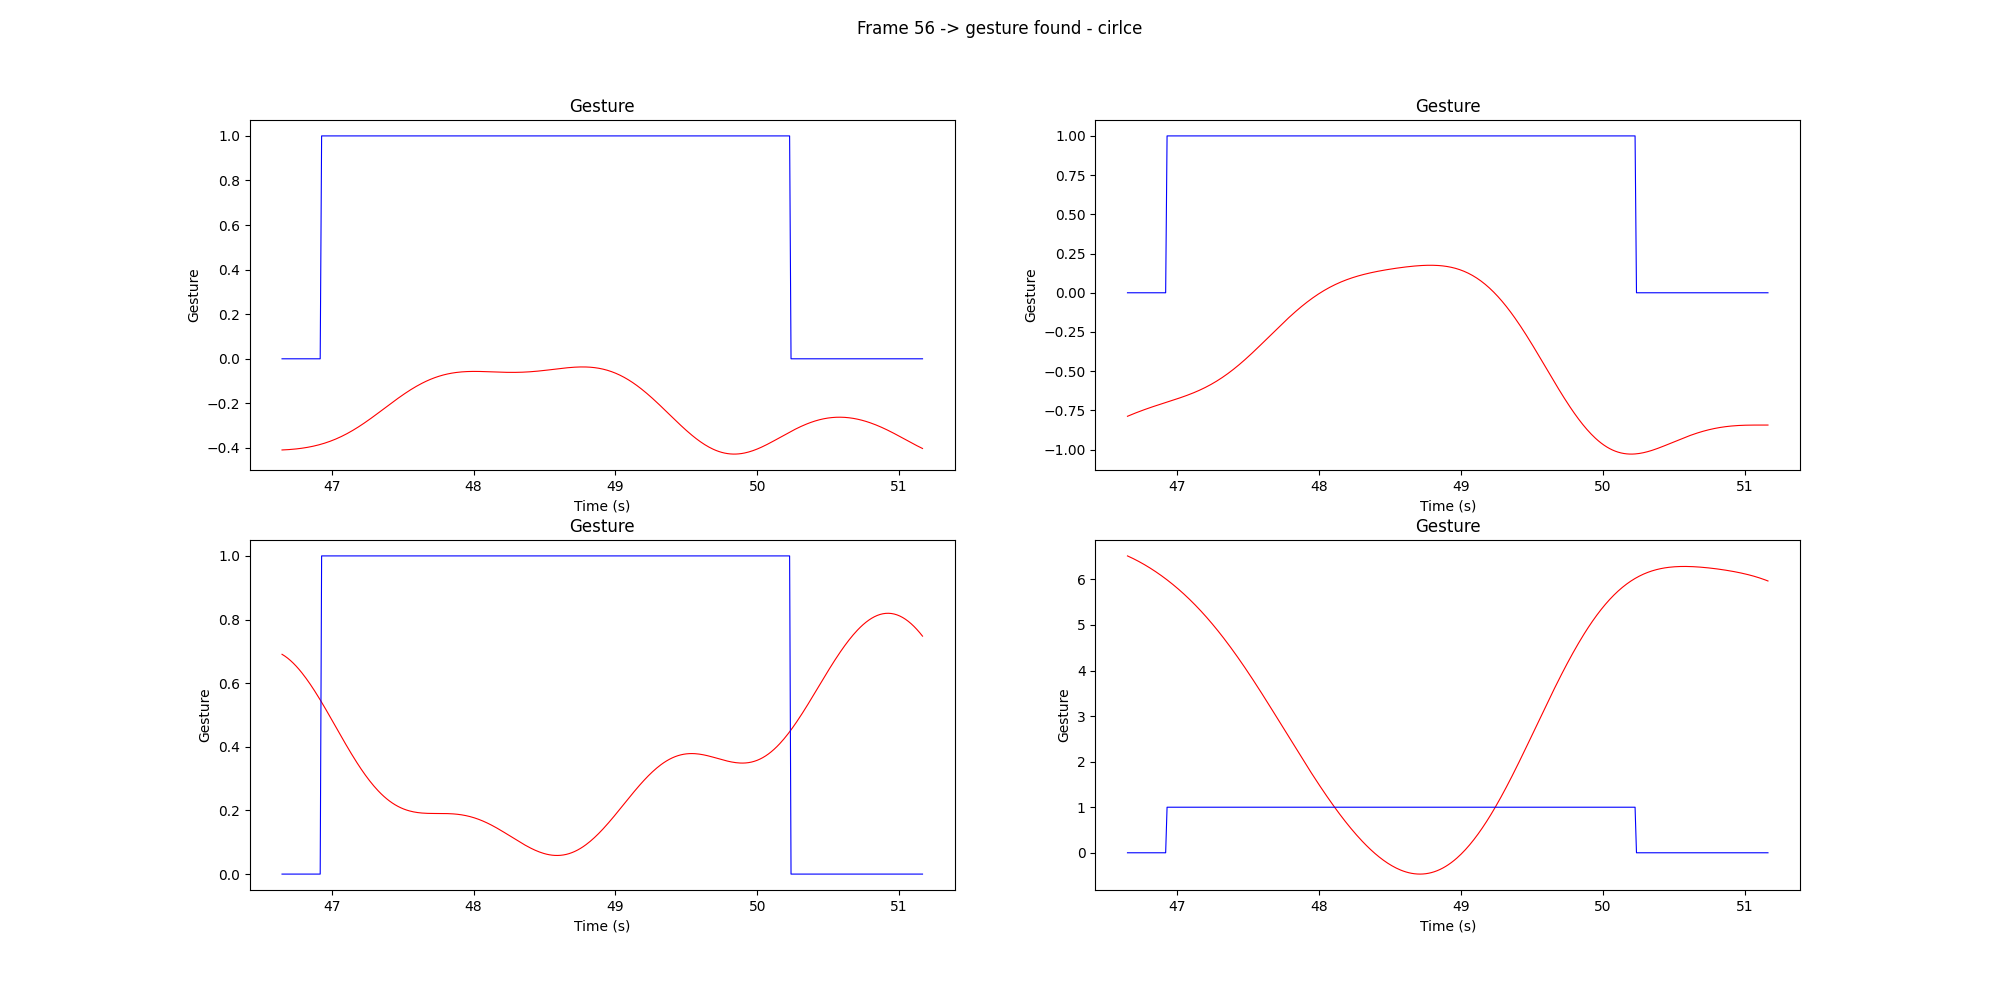 Frame 56 -> gesture found - cirlce
Gesture
1.0
0.8
0.6
0.4
0.2
0.0
−0.2
−0.4
Gesture
47 48 49 50 51
Time (s)
Gesture
1.00
0.75
0.50
0.25
0.00
−0.25
−0.50
−0.75
−1.00
Gesture
47 48 49 50 51
Time (s)
Gesture
1.0
0.8
0.6
0.4
0.2
0.0
Gesture
47 48 49 50 51
Time (s)
Gesture
6
5
4
3
2
1
0
Gesture
47 48 49 50 51
Time (s)